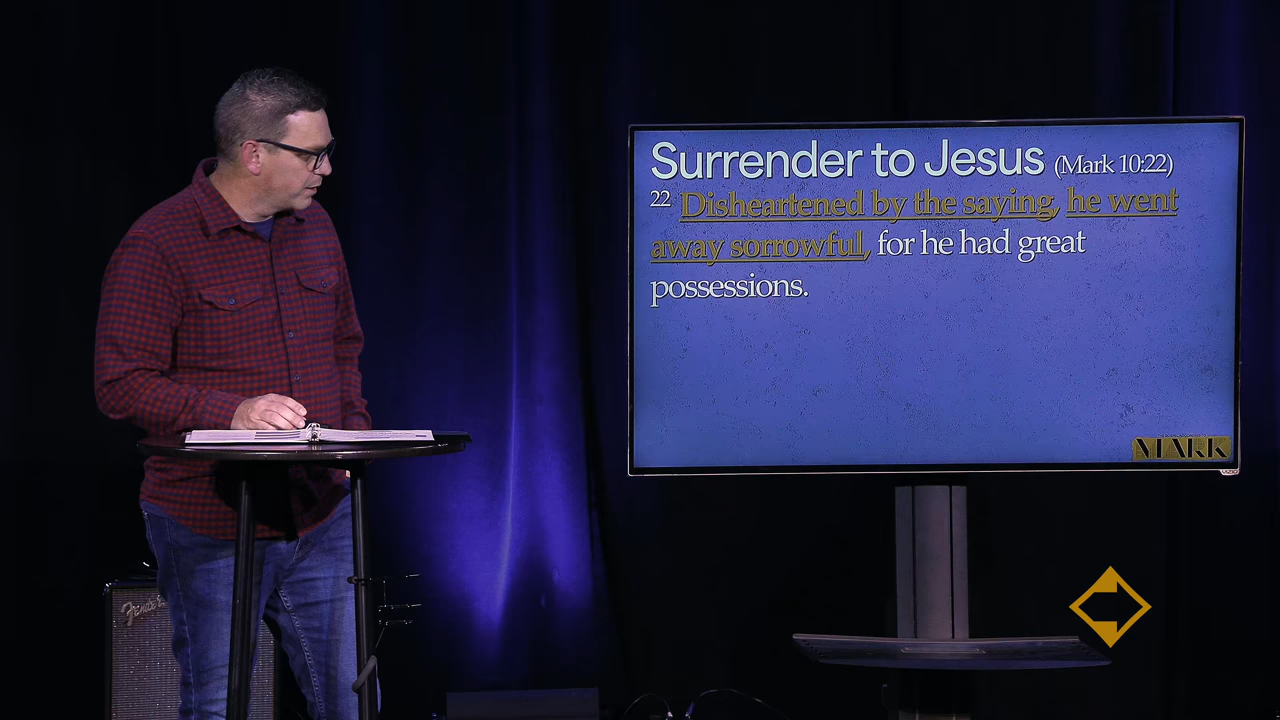 Surrender to Jesus (Mark 10:22)
22 Disheartened by the saying, he went
away sorrowful, for he had great
possessions.
MARK
Fender